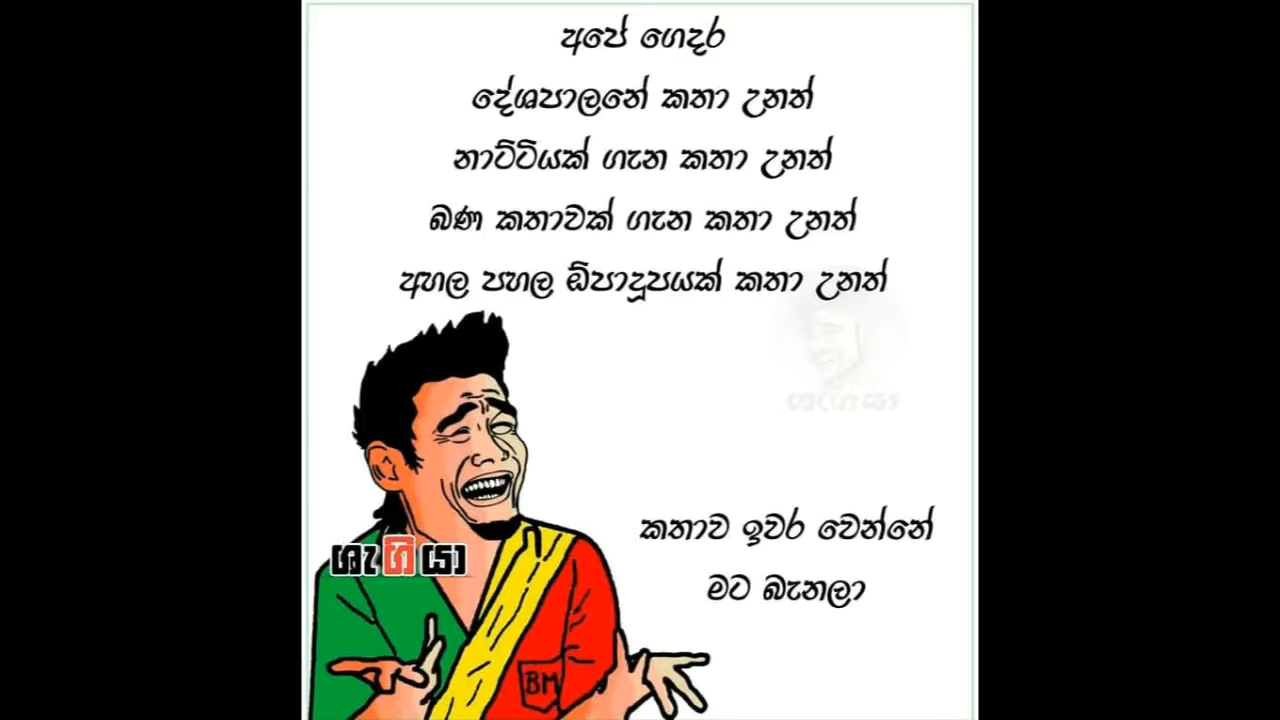 අපේ ගෙදර
දේශපාලනේ කතා උනත්
නාට්ටියක් ගැන කතා උනත්
බණ කතාවක් ගැන කතා උනත්
අහල පහල ඕපාදූපයක් කතා උනත්
ශැගියා
කතාව ඉවර වෙන්නේ
මට බැනලා
ශැගියා
BM